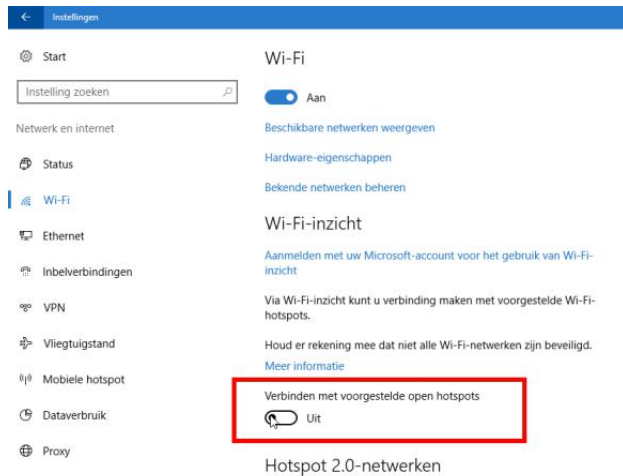 Instellingen
Start
Instelling zoeken
Netwerk en internet
Status
Wi-Fi
Ethernet
Inbelverbindingen
VPN
Vliegtuigstand
Mobiele hotspot
Dataverbruik
Proxy
Wi-Fi
Aan
Beschikbare netwerken weergeven
Hardware-eigenschappen
Bekende netwerken beheren
Wi-Fi-inzicht
Aanmelden met uw Microsoft-account voor het gebruik van Wi-Fi-
inzicht
Via Wi-Fi-inzicht kunt u verbinding maken met voorgestelde Wi-Fi-
hotspots.
Houd er rekening mee dat niet alle Wi-Fi-netwerken zijn beveiligd.
Meer informatie
Verbinden met voorgestelde open hotspots
Uit
Hotspot 2.0-netwerken